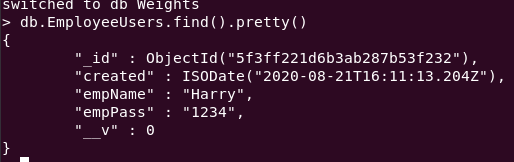 switched to db Weights
> db.EmployeeUsers.find().pretty()
{
        "_id" : ObjectId("5f3ff221d6b3ab287b53f232"),
        "created" : ISODate("2020-08-21T16:11:13.204Z"),
        "empName" : "Harry",
        "empPass" : "1234",
        "__v" : 0
}